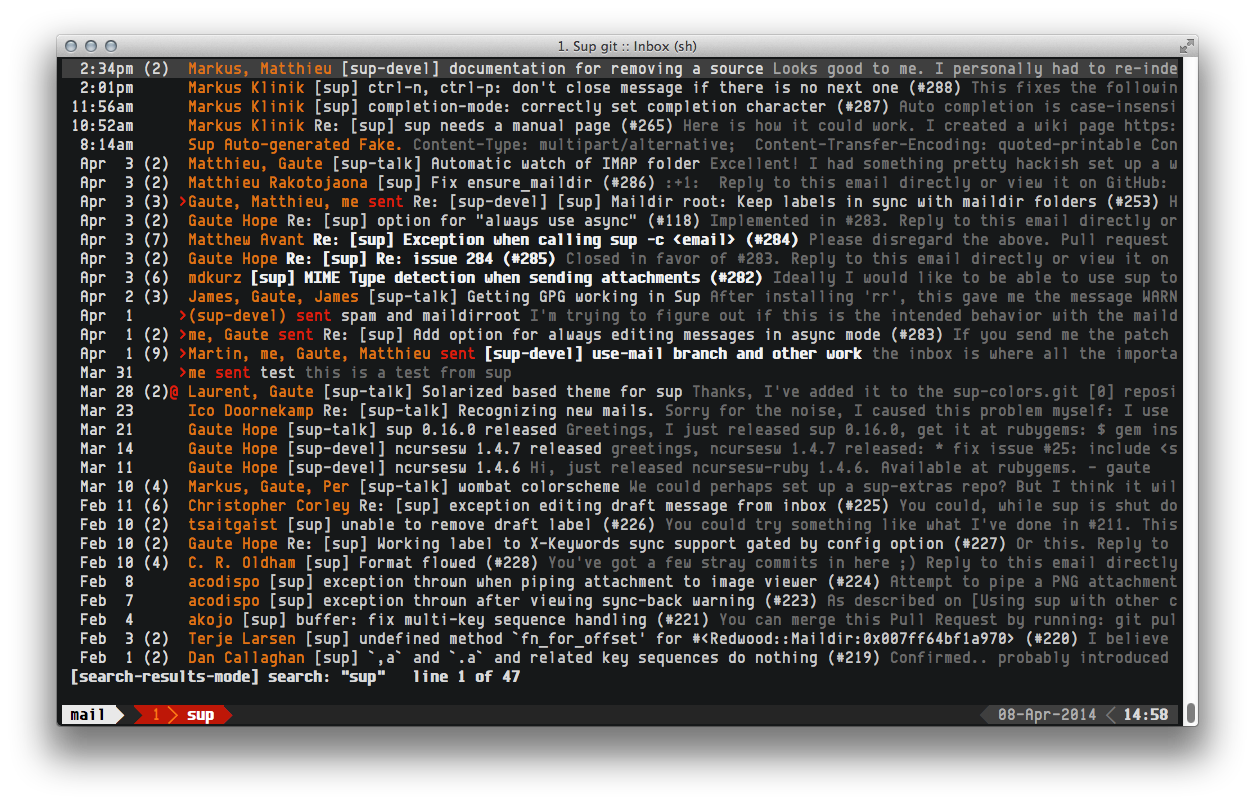 1. Sup git :: Inbox (sh)
2:34pm (2) Markus, Matthieu [sup-devel] documentation for removing a source Looks good to me. I personally had to re-inde
2:01pm Markus Klinik [sup] ctrl-n, ctrl-p: don't close message if there is no next one (#288) This fixes the followin
11:56am Markus Klinik [sup] completion-mode: correctly set completion character (#287) Auto completion is case-insensi
10:52am Markus Klinik Re: [sup] sup needs a manual page (#265) Here is how it could work. I created a wiki page https:
8:14am Sup Auto-generated Fake. Content-Type: multipart/alternative; Content-Transfer-Encoding: quoted-printable Con
Apr 3 (2) Matthieu, Gaute [sup-talk] Automatic watch of IMAP folder Excellent! I had something pretty hackish set up a w
Apr 3 (2) Matthieu Rakotojaona [sup] Fix ensure_maildir (#286) :+1: Reply to this email directly or view it on GitHub:
Apr 3 (3) >Gaute, Matthieu, me sent Re: [sup-devel] [sup] Maildir root: Keep labels in sync with maildir folders (#253) H
Apr 3 (2) Gaute Hope Re: [sup] option for "always use async" (#118) Implemented in #283. Reply to this email directly or
Apr 3 (7) Matthew Avant Re: [sup] Exception when calling sup -c <email> (#284) Please disregard the above. Pull request
Apr 3 (2) Gaute Hope Re: [sup] Re: issue 284 (#285) Closed in favor of #283. Reply to this email directly or view it on
Apr 3 (6) mdkurz [sup] MIME Type detection when sending attachments (#282) Ideally I would like to be able to use sup to
Apr 2 (3) James, Gaute, James [sup-talk] Getting GPG working in Sup After installing 'rr', this gave me the message WARN
Apr 1 >(sup-devel) sent spam and maildirroot I'm trying to figure out if this is the intended behavior with the maild
Apr 1 (2) >me, Gaute sent Re: [sup] Add option for always editing messages in async mode (#283) If you send me the patch
Apr 1 (9) >Martin, me, Gaute, Matthieu sent [sup-devel] use-mail branch and other work the inbox is where all the importa
Mar 31 >me sent test this is a test from sup
Mar 28 (2)@ Laurent, Gaute [sup-talk] Solarized based theme for sup Thanks, I've added it to the sup-colors.git [0] reposi
Mar 23 Ico Doornekamp Re: [sup-talk] Recognizing new mails. Sorry for the noise, I caused this problem myself: I use
Mar 21 Gaute Hope [sup-talk] sup 0.16.0 released Greetings, I just released sup 0.16.0, get it at rubygems: $ gem ins
Mar 14 Gaute Hope [sup-devel] ncursesw 1.4.7 released greetings, ncursesw 1.4.7 released: * fix issue #25: include <s
Mar 11 Gaute Hope [sup-devel] ncursesw 1.4.6 Hi, just released ncursesw-ruby 1.4.6. Available at rubygems. - gaute
Mar 10 (4) Markus, Gaute, Per [sup-talk] wombat colorscheme We could perhaps set up a sup-extras repo? But I think it wil
Feb 11 (6) Christopher Corley Re: [sup] exception editing draft message from inbox (#225) You could, while sup is shut do
Feb 10 (2) tsaitgaist [sup] unable to remove draft label (#226) You could try something like what I've done in #211. This
Feb 10 (2) Gaute Hope Re: [sup] Working label to X-Keywords sync support gated by config option (#227) Or this. Reply to
Feb 10 (4) C. R. Oldham [sup] Format flowed (#228) You've got a few stray commits in here ;) Reply to this email directly
Feb 8 acodispo [sup] exception thrown when piping attachment to image viewer (#224) Attempt to pipe a PNG attachment
Feb 7 acodispo [sup] exception thrown after viewing sync-back warning (#223) As described on [Using sup with other c
Feb 4 akojo [sup] buffer: fix multi-key sequence handling (#221) You can merge this Pull Request by running: git pul
Feb 3 (2) Terje Larsen [sup] undefined method `fn_for_offset' for #<Redwood::Maildir:0x007ff64bf1a970> (#220) I believe
Feb 1 (2) Dan Callaghan [sup] `,a` and `.a` and related key sequences do nothing (#219) Confirmed.. probably introduced
[search-results-mode] search: "sup" line 1 of 47
mail 1 sup 08-Apr-2014 14:58